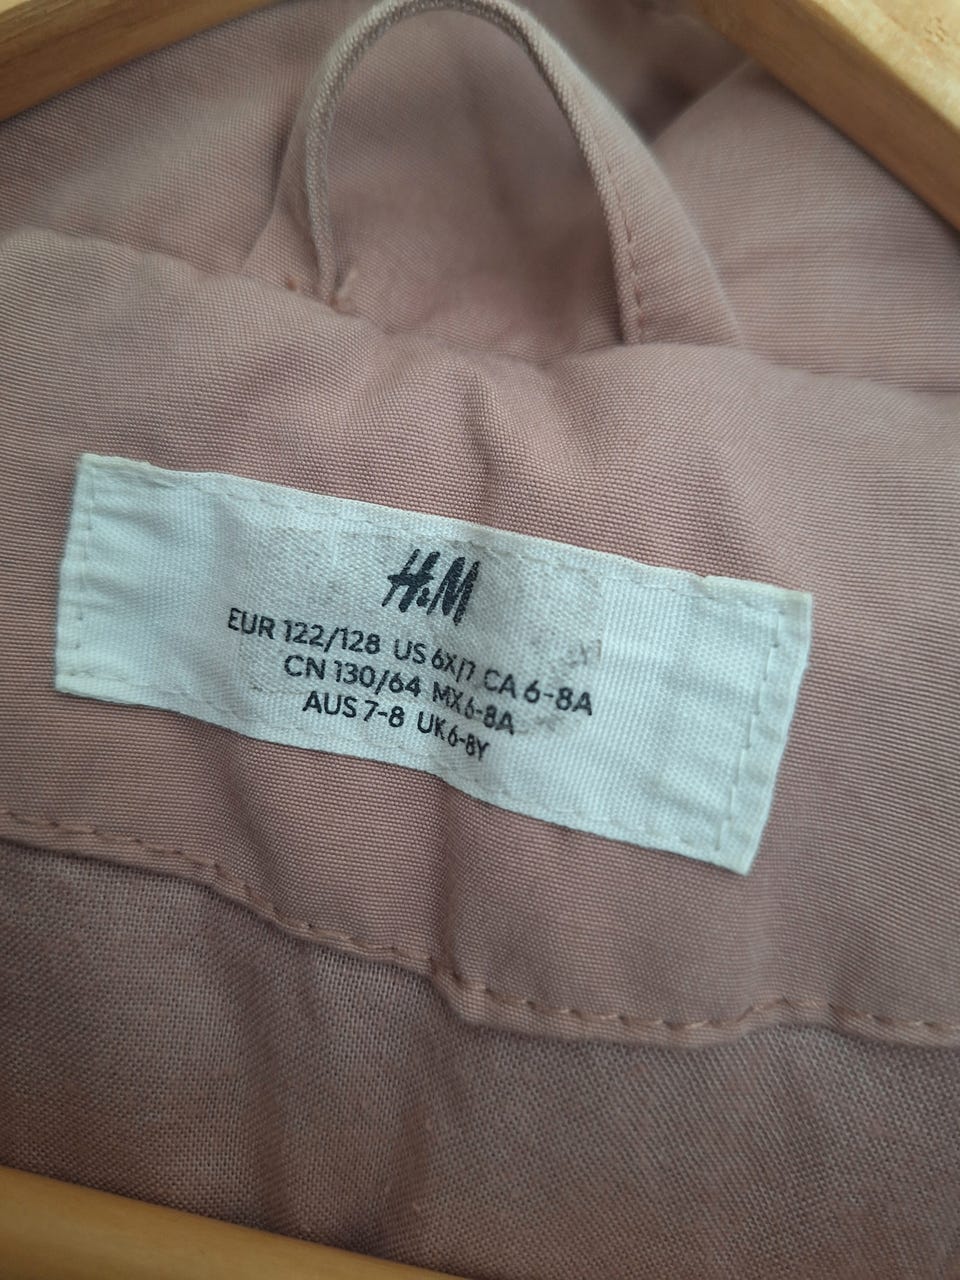 H&M
EUR 122/128 US 6X/7 CA 6-8A
CN 130/64 MX 6-8A
AUS 7-8 UK 6-8Y